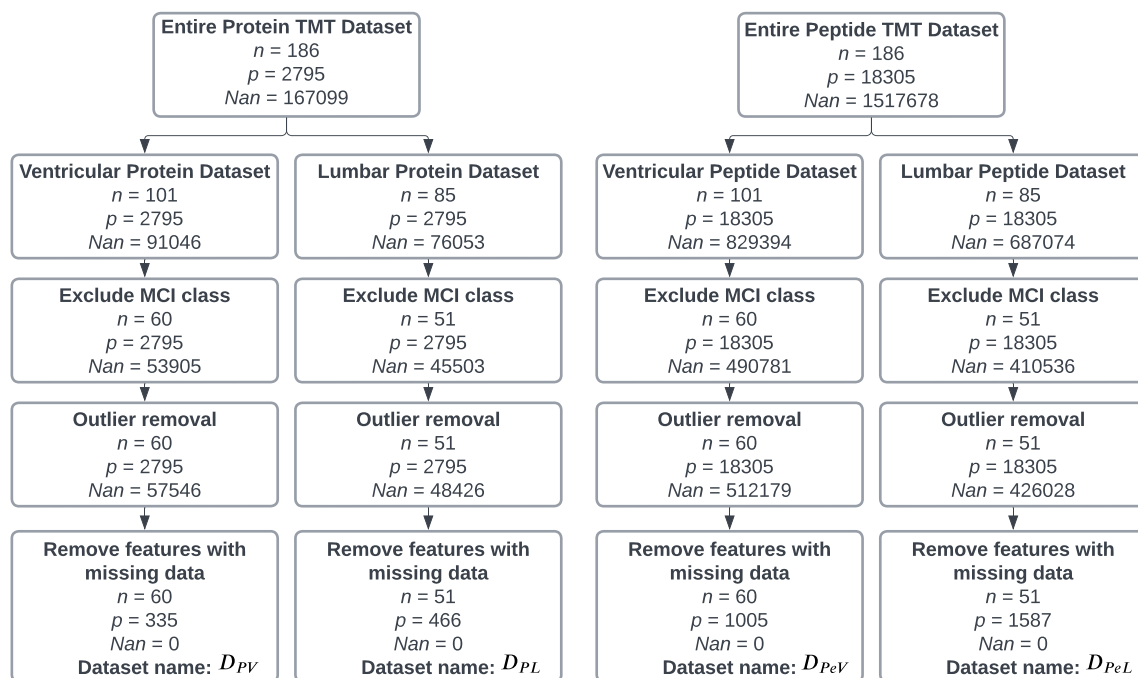 Entire Protein TMT Dataset
n = 186
p = 2795
Nan = 167099
Entire Peptide TMT Dataset
n = 186
p = 18305
Nan = 1517678
Ventricular Protein Dataset
n = 101
p = 2795
Nan = 91046
Lumbar Protein Dataset
n = 85
p = 2795
Nan = 76053
Ventricular Peptide Dataset
n = 101
p = 18305
Nan = 829394
Lumbar Peptide Dataset
n = 85
p = 18305
Nan = 687074
Exclude MCI class
n = 60
p = 2795
Nan = 53905
Exclude MCI class
n = 51
p = 2795
Nan = 45503
Exclude MCI class
n = 60
p = 18305
Nan = 490781
Exclude MCI class
n = 51
p = 18305
Nan = 410536
Outlier removal
n = 60
p = 2795
Nan = 57546
Outlier removal
n = 51
p = 2795
Nan = 48426
Outlier removal
n = 60
p = 18305
Nan = 512179
Outlier removal
n = 51
p = 18305
Nan = 426028
Remove features with
missing data
n = 60
p = 335
Nan = 0
Dataset name: D_PV
Remove features with
missing data
n = 51
p = 466
Nan = 0
Dataset name: D_PL
Remove features with
missing data
n = 60
p = 1005
Nan = 0
Dataset name: D_PeV
Remove features with
missing data
n = 51
p = 1587
Nan = 0
Dataset name: D_PeL